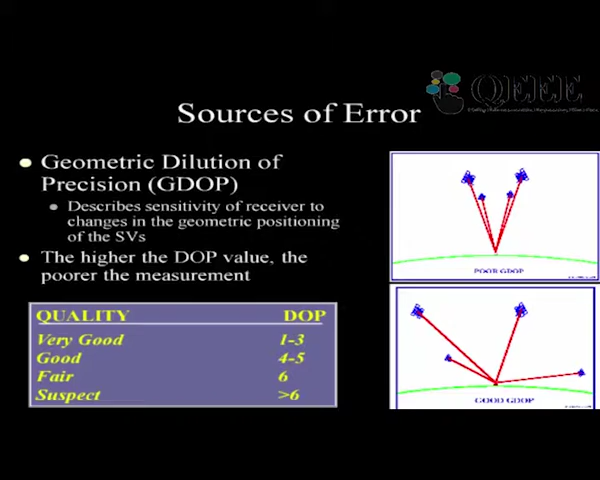 QEEE
Sources of Error
Geometric Dilution of
Precision (GDOP)
Describes sensitivity of receiver to
changes in the geometric positioning
of the SVs
The higher the DOP value, the
poorer the measurement
QUALITY DOP
Very Good 1-3
Good 4-5
Fair 6
Suspect >6
POOR GDOP
GOOD GDOP